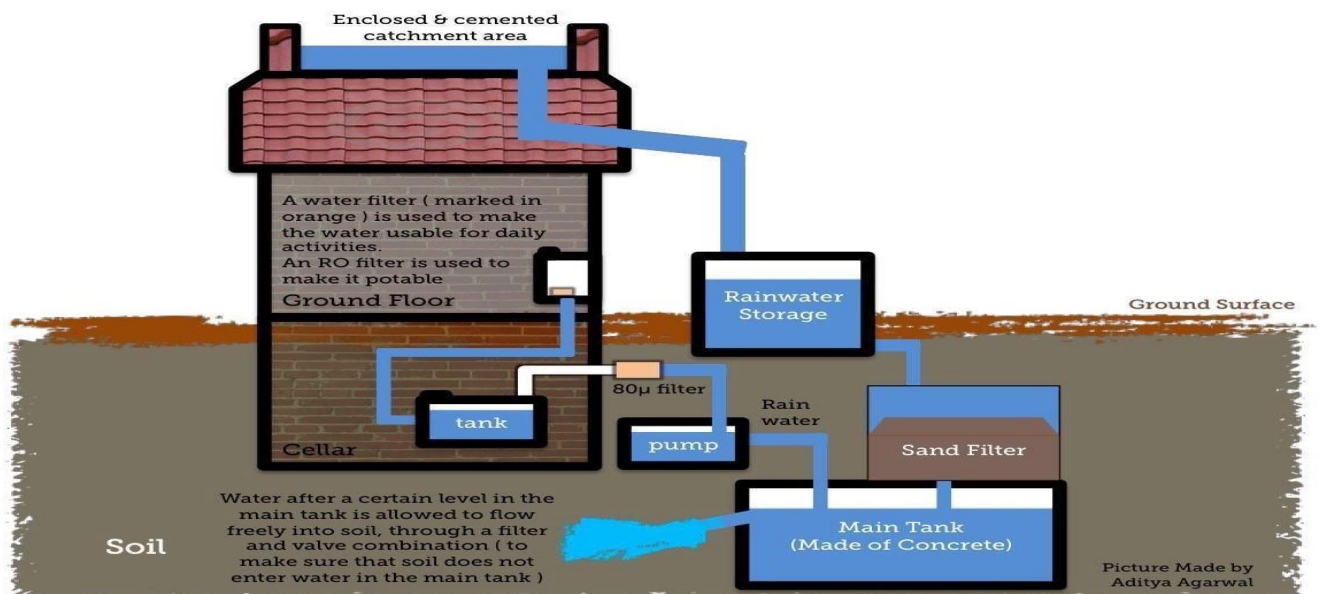 Enclosed & cemented
catchment area
A water filter ( marked in
orange ) is used to make
the water usable for daily
activities.
An RO filter is used to
make it potable
Ground Floor
Rainwater
Storage
Ground Surface
80µ filter
Rain
water
tank
pump
Sand Filter
Cellar
Water after a certain level in the
main tank is allowed to flow
freely into soil, through a filter
and valve combination ( to
make sure that soil does not
enter water in the main tank )
Soil
Main Tank
(Made of Concrete)
Picture Made by
Aditya Agarwal